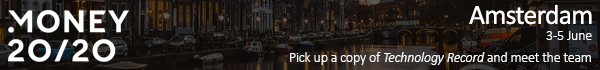 MONEY
20/20
Amsterdam
3-5 June
Pick up a copy of Technology Record and meet the team